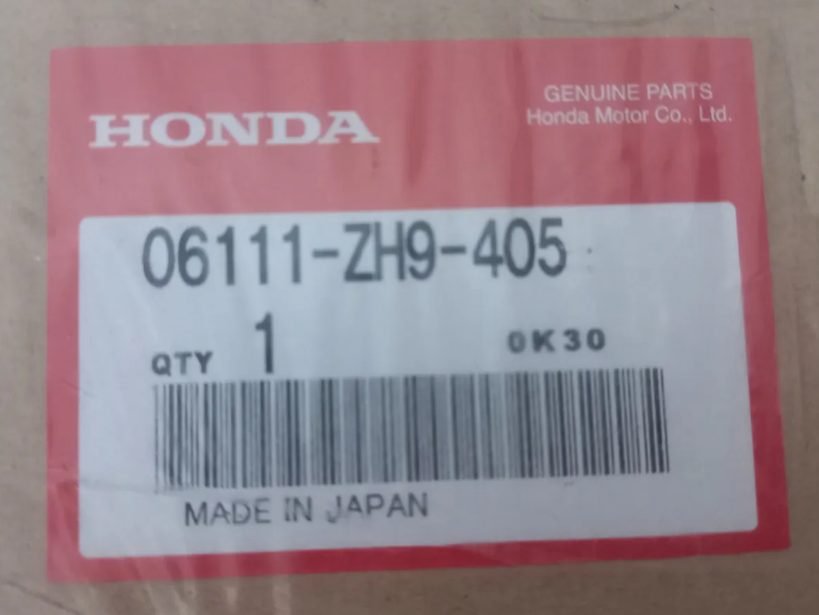 HONDA
GENUINE PARTS
Honda Motor Co., Ltd.
06111-ZH9-405
QTY 1
0K30
MADE IN JAPAN